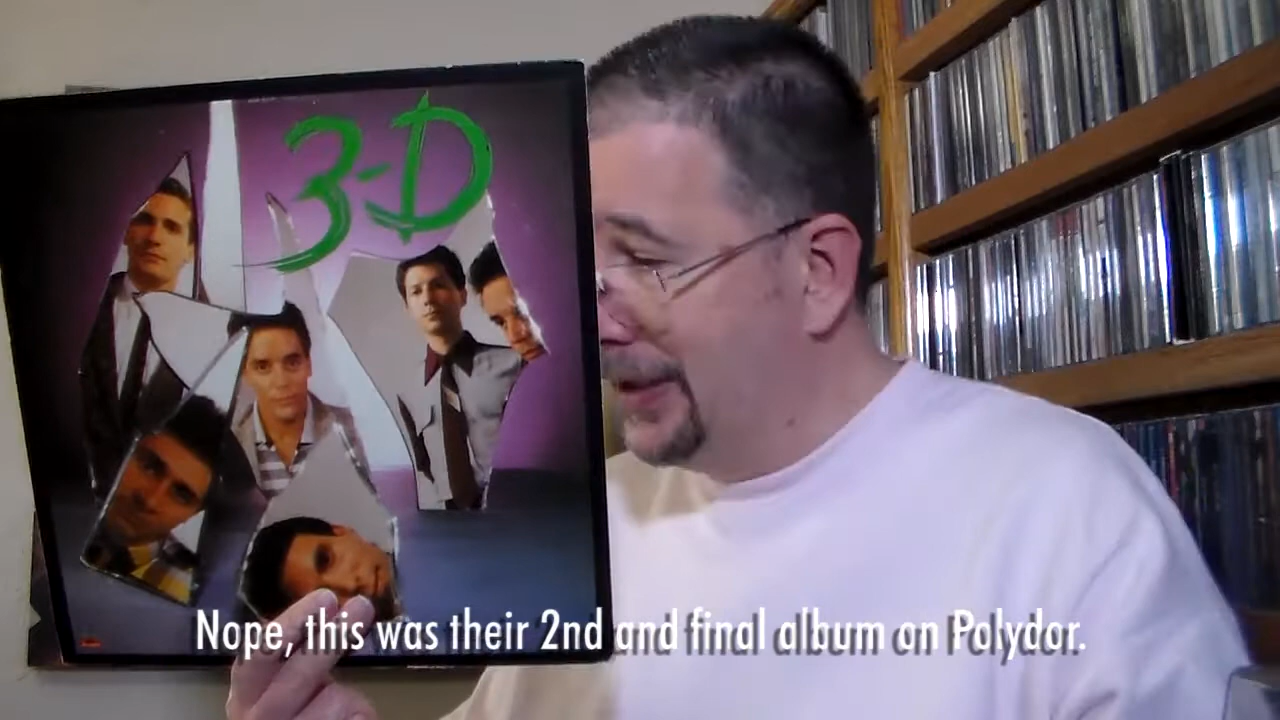 3-D
Nope, this was their 2nd and final album on Polydor.